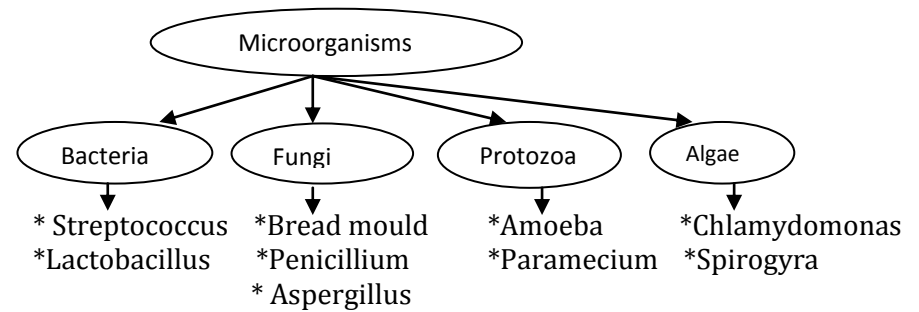 Microorganisms
Bacteria
Fungi
Protozoa
Algae
* Streptococcus
*Lactobacillus
*Bread mould
*Penicillium
* Aspergillus
*Amoeba
*Paramecium
*Chlamydomonas
*Spirogyra